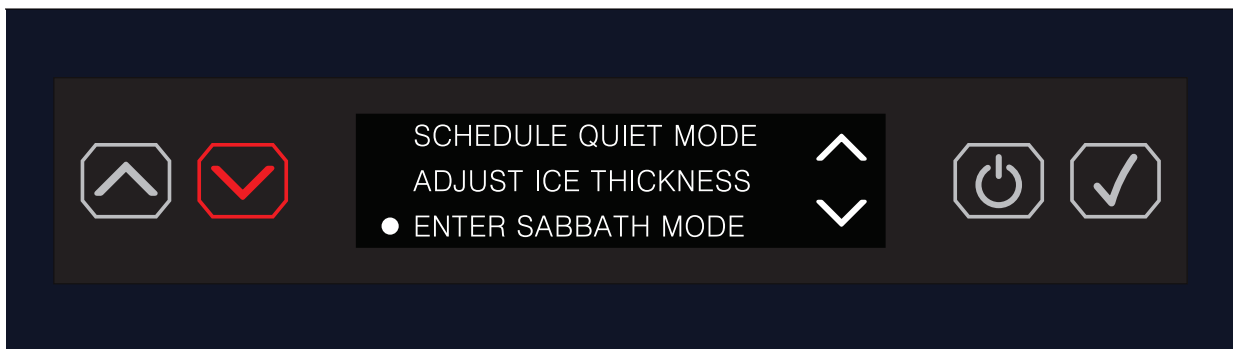 SCHEDULE QUIET MODE
ADJUST ICE THICKNESS
ENTER SABBATH MODE